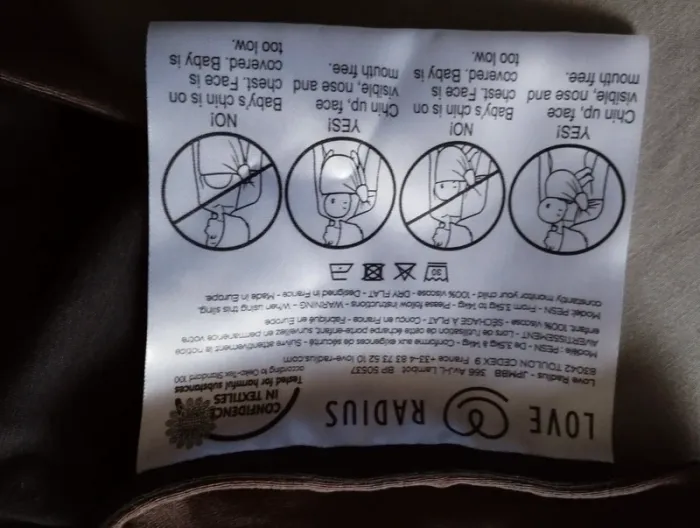 LOVE RADIUS
CONFIDENCE
IN TEXTILES
Tested for harmful substances
according to Oeko-Tex Standard 100
Love Radius - JPMBB 366 Av.H. Lambot BP 50537
83042 TOULON CEDEX 9 France +33 83 73 52 10 love-radius.com
Modèle : PESN - De 3.5kg à 14kg - Conforme aux exigences de sécurité - Suivre attentivement la notice
AVERTISSEMENT - Lors de l'utilisation de cette écharpe porte-enfant, surveillez en permanence votre
enfant. 100% viscose - SÉCHAGE À PLAT - Conçu en France - Fabriqué en Europe
Model: PESN - From 3.5kg to 14kg - Please follow instructions - WARNING - When using this sling,
constantly monitor your child - 100% viscose - DRY FLAT - Designed in France - Made in Europe.
30
YES!
Chin up, face
visible, nose and
mouth free.
NO!
Baby's chin is on
chest. Face is
covered. Baby is
too low.
YES!
Chin up, face
visible, nose and
mouth free.
NO!
Baby's chin is on
chest. Face is
covered. Baby is
too low.